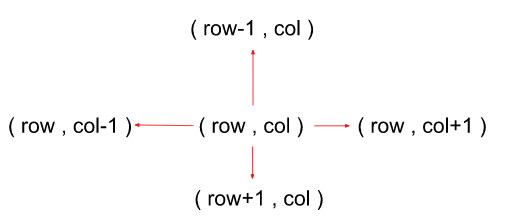 ( row-1 , col )
( row , col-1 ) ( row , col ) ( row , col+1 )
( row+1 , col )